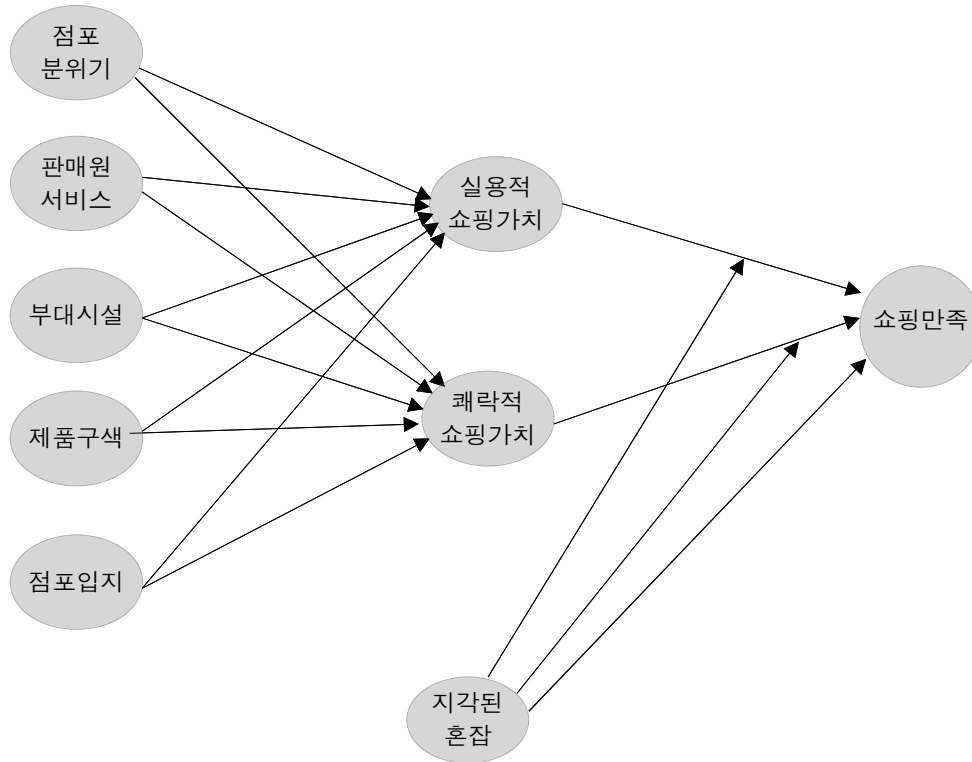 점포
분위기
판매원
서비스
부대시설
제품구색
점포입지
실용적
쇼핑가치
쾌락적
쇼핑가치
지각된
혼잡
쇼핑만족